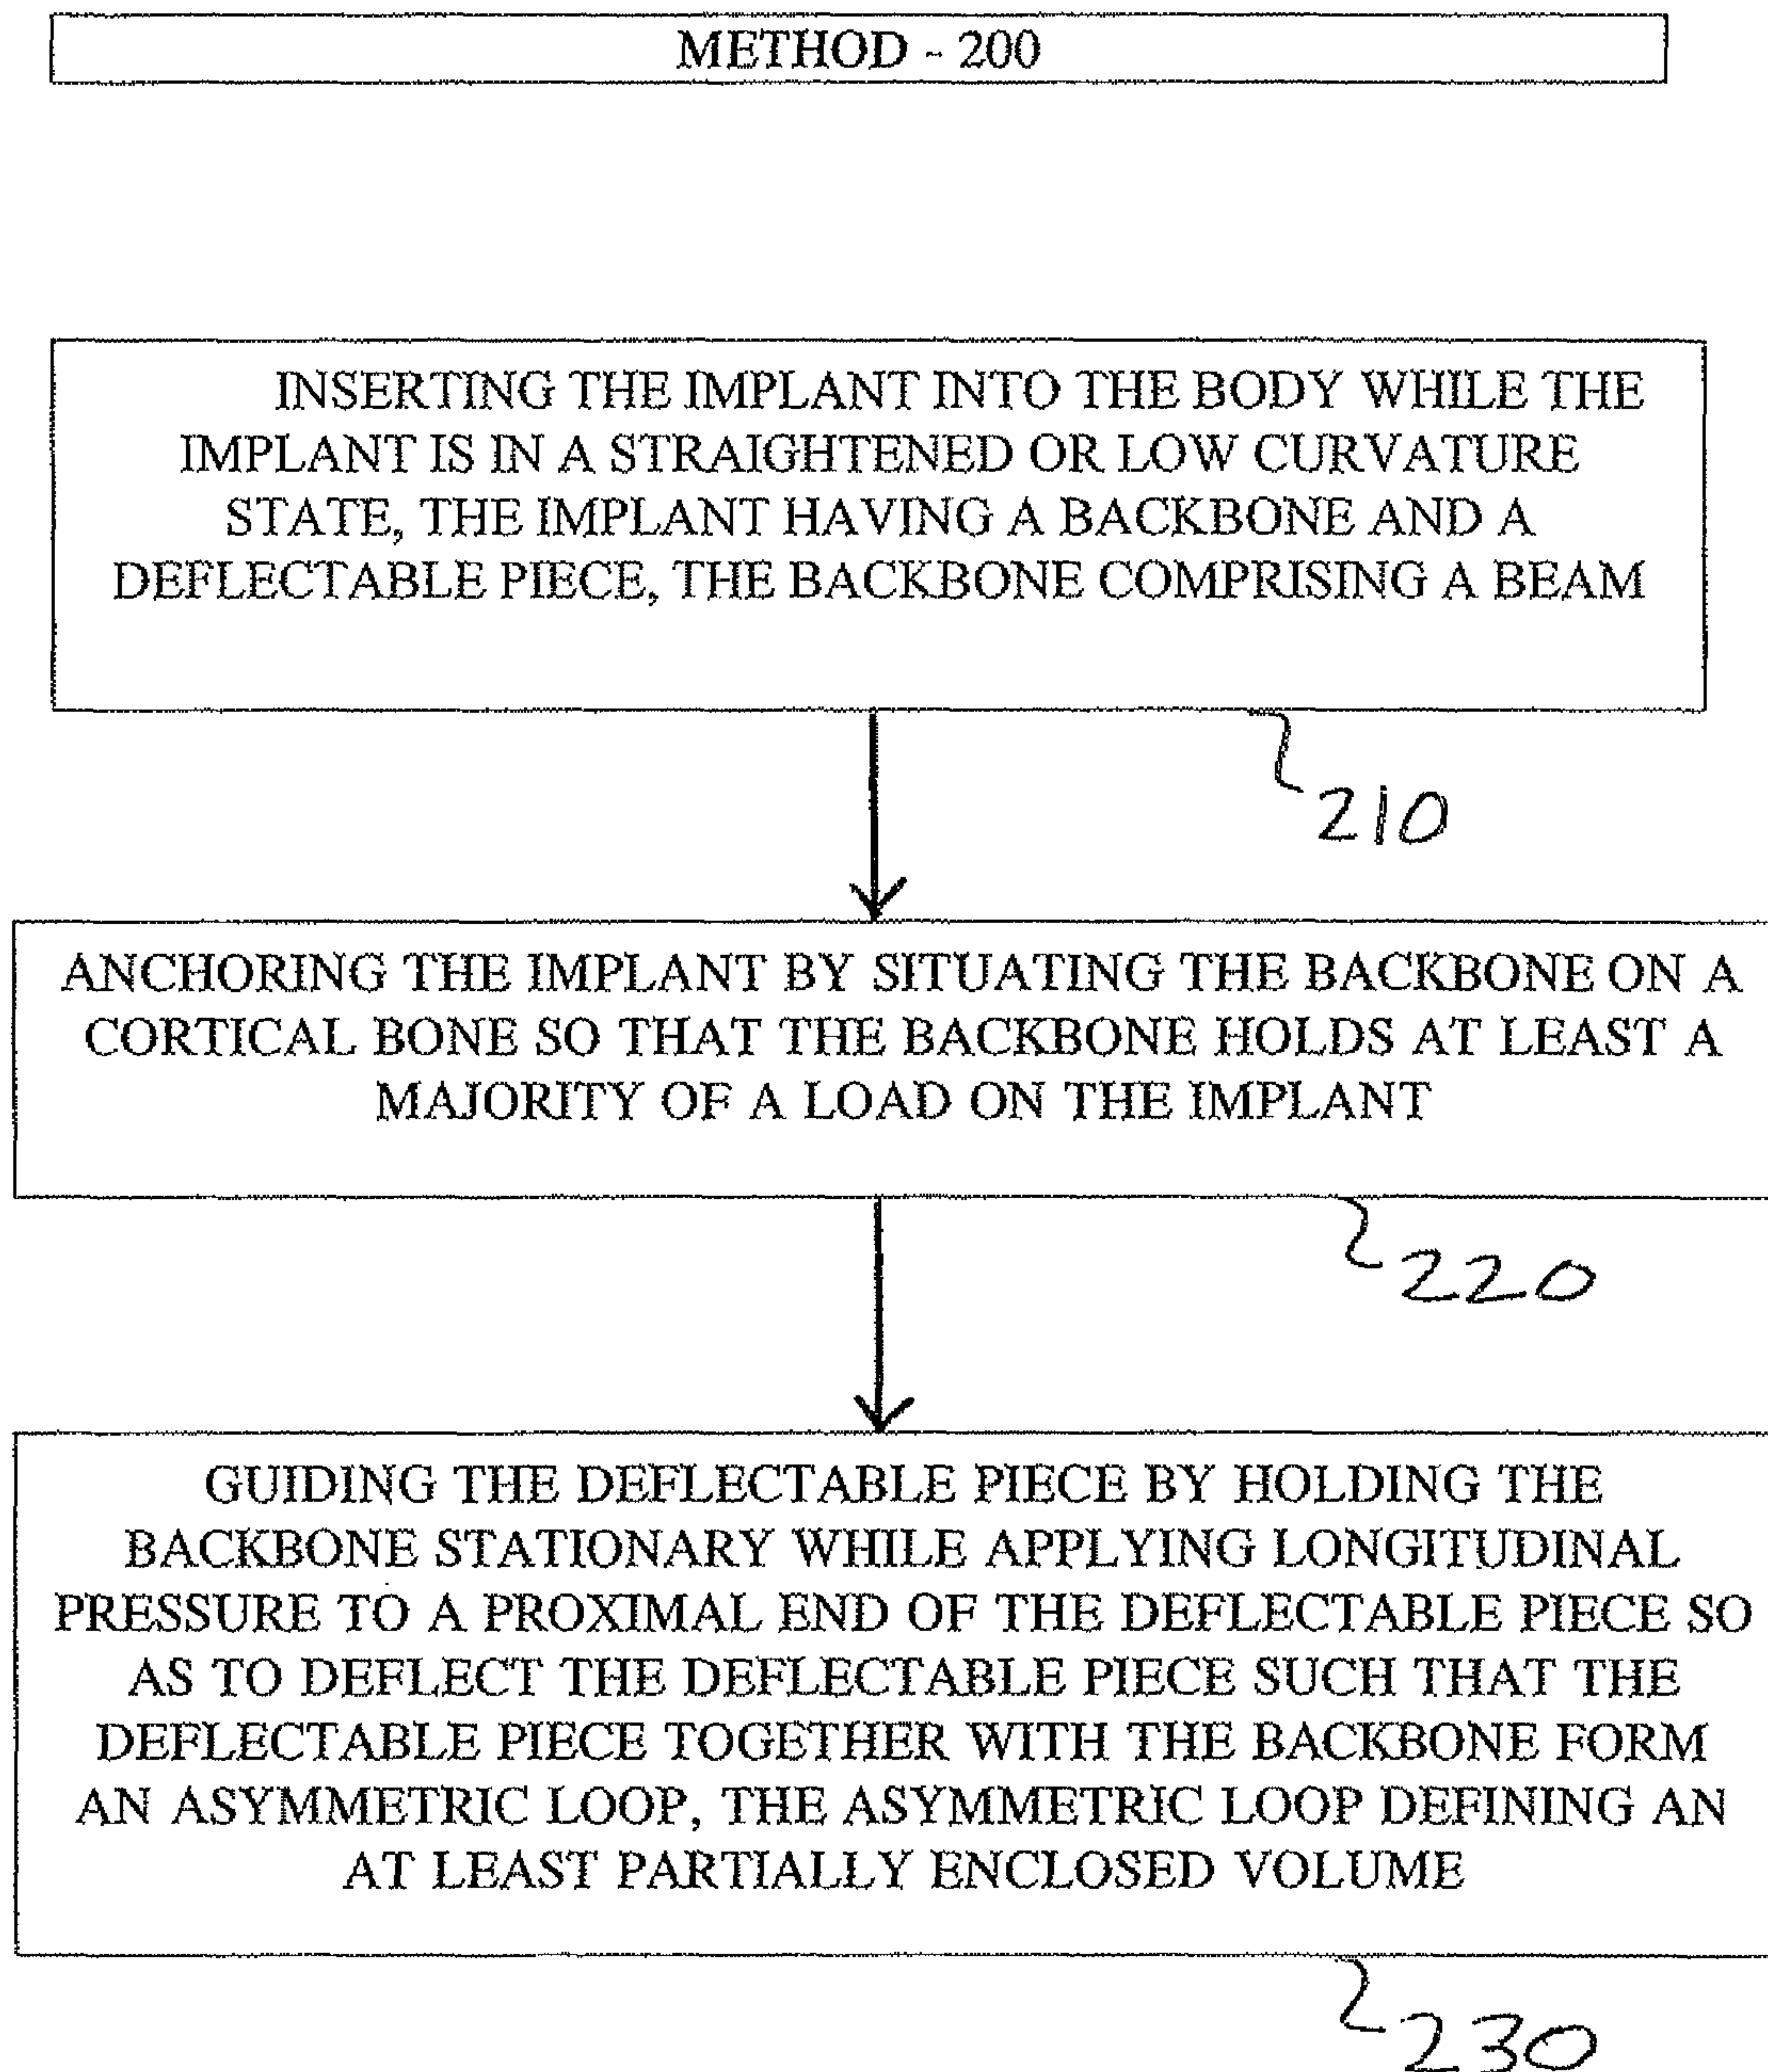 METHOD - 200
INSERTING THE IMPLANT INTO THE BODY WHILE THE
IMPLANT IS IN A STRAIGHTENED OR LOW CURVATURE
STATE, THE IMPLANT HAVING A BACKBONE AND A
DEFLECTABLE PIECE, THE BACKBONE COMPRISING A BEAM
210
ANCHORING THE IMPLANT BY SITUATING THE BACKBONE ON A
CORTICAL BONE SO THAT THE BACKBONE HOLDS AT LEAST A
MAJORITY OF A LOAD ON THE IMPLANT
220
GUIDING THE DEFLECTABLE PIECE BY HOLDING THE
BACKBONE STATIONARY WHILE APPLYING LONGITUDINAL
PRESSURE TO A PROXIMAL END OF THE DEFLECTABLE PIECE SO
AS TO DEFLECT THE DEFLECTABLE PIECE SUCH THAT THE
DEFLECTABLE PIECE TOGETHER WITH THE BACKBONE FORM
AN ASYMMETRIC LOOP, THE ASYMMETRIC LOOP DEFINING AN
AT LEAST PARTIALLY ENCLOSED VOLUME
230